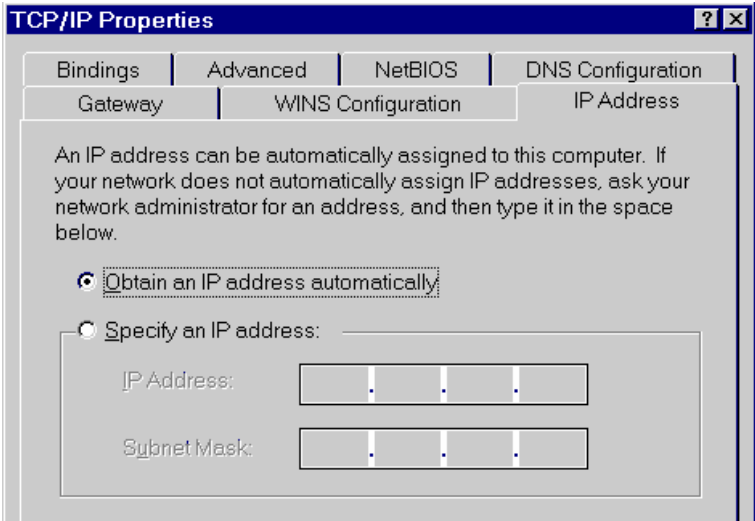 TCP/IP Properties
Bindings Advanced NetBIOS DNS Configuration
Gateway WINS Configuration IP Address
An IP address can be automatically assigned to this computer. If
your network does not automatically assign IP addresses, ask your
network administrator for an address, and then type it in the space
below.
Obtain an IP address automatically
Specify an IP address:
IP Address:
Subnet Mask: